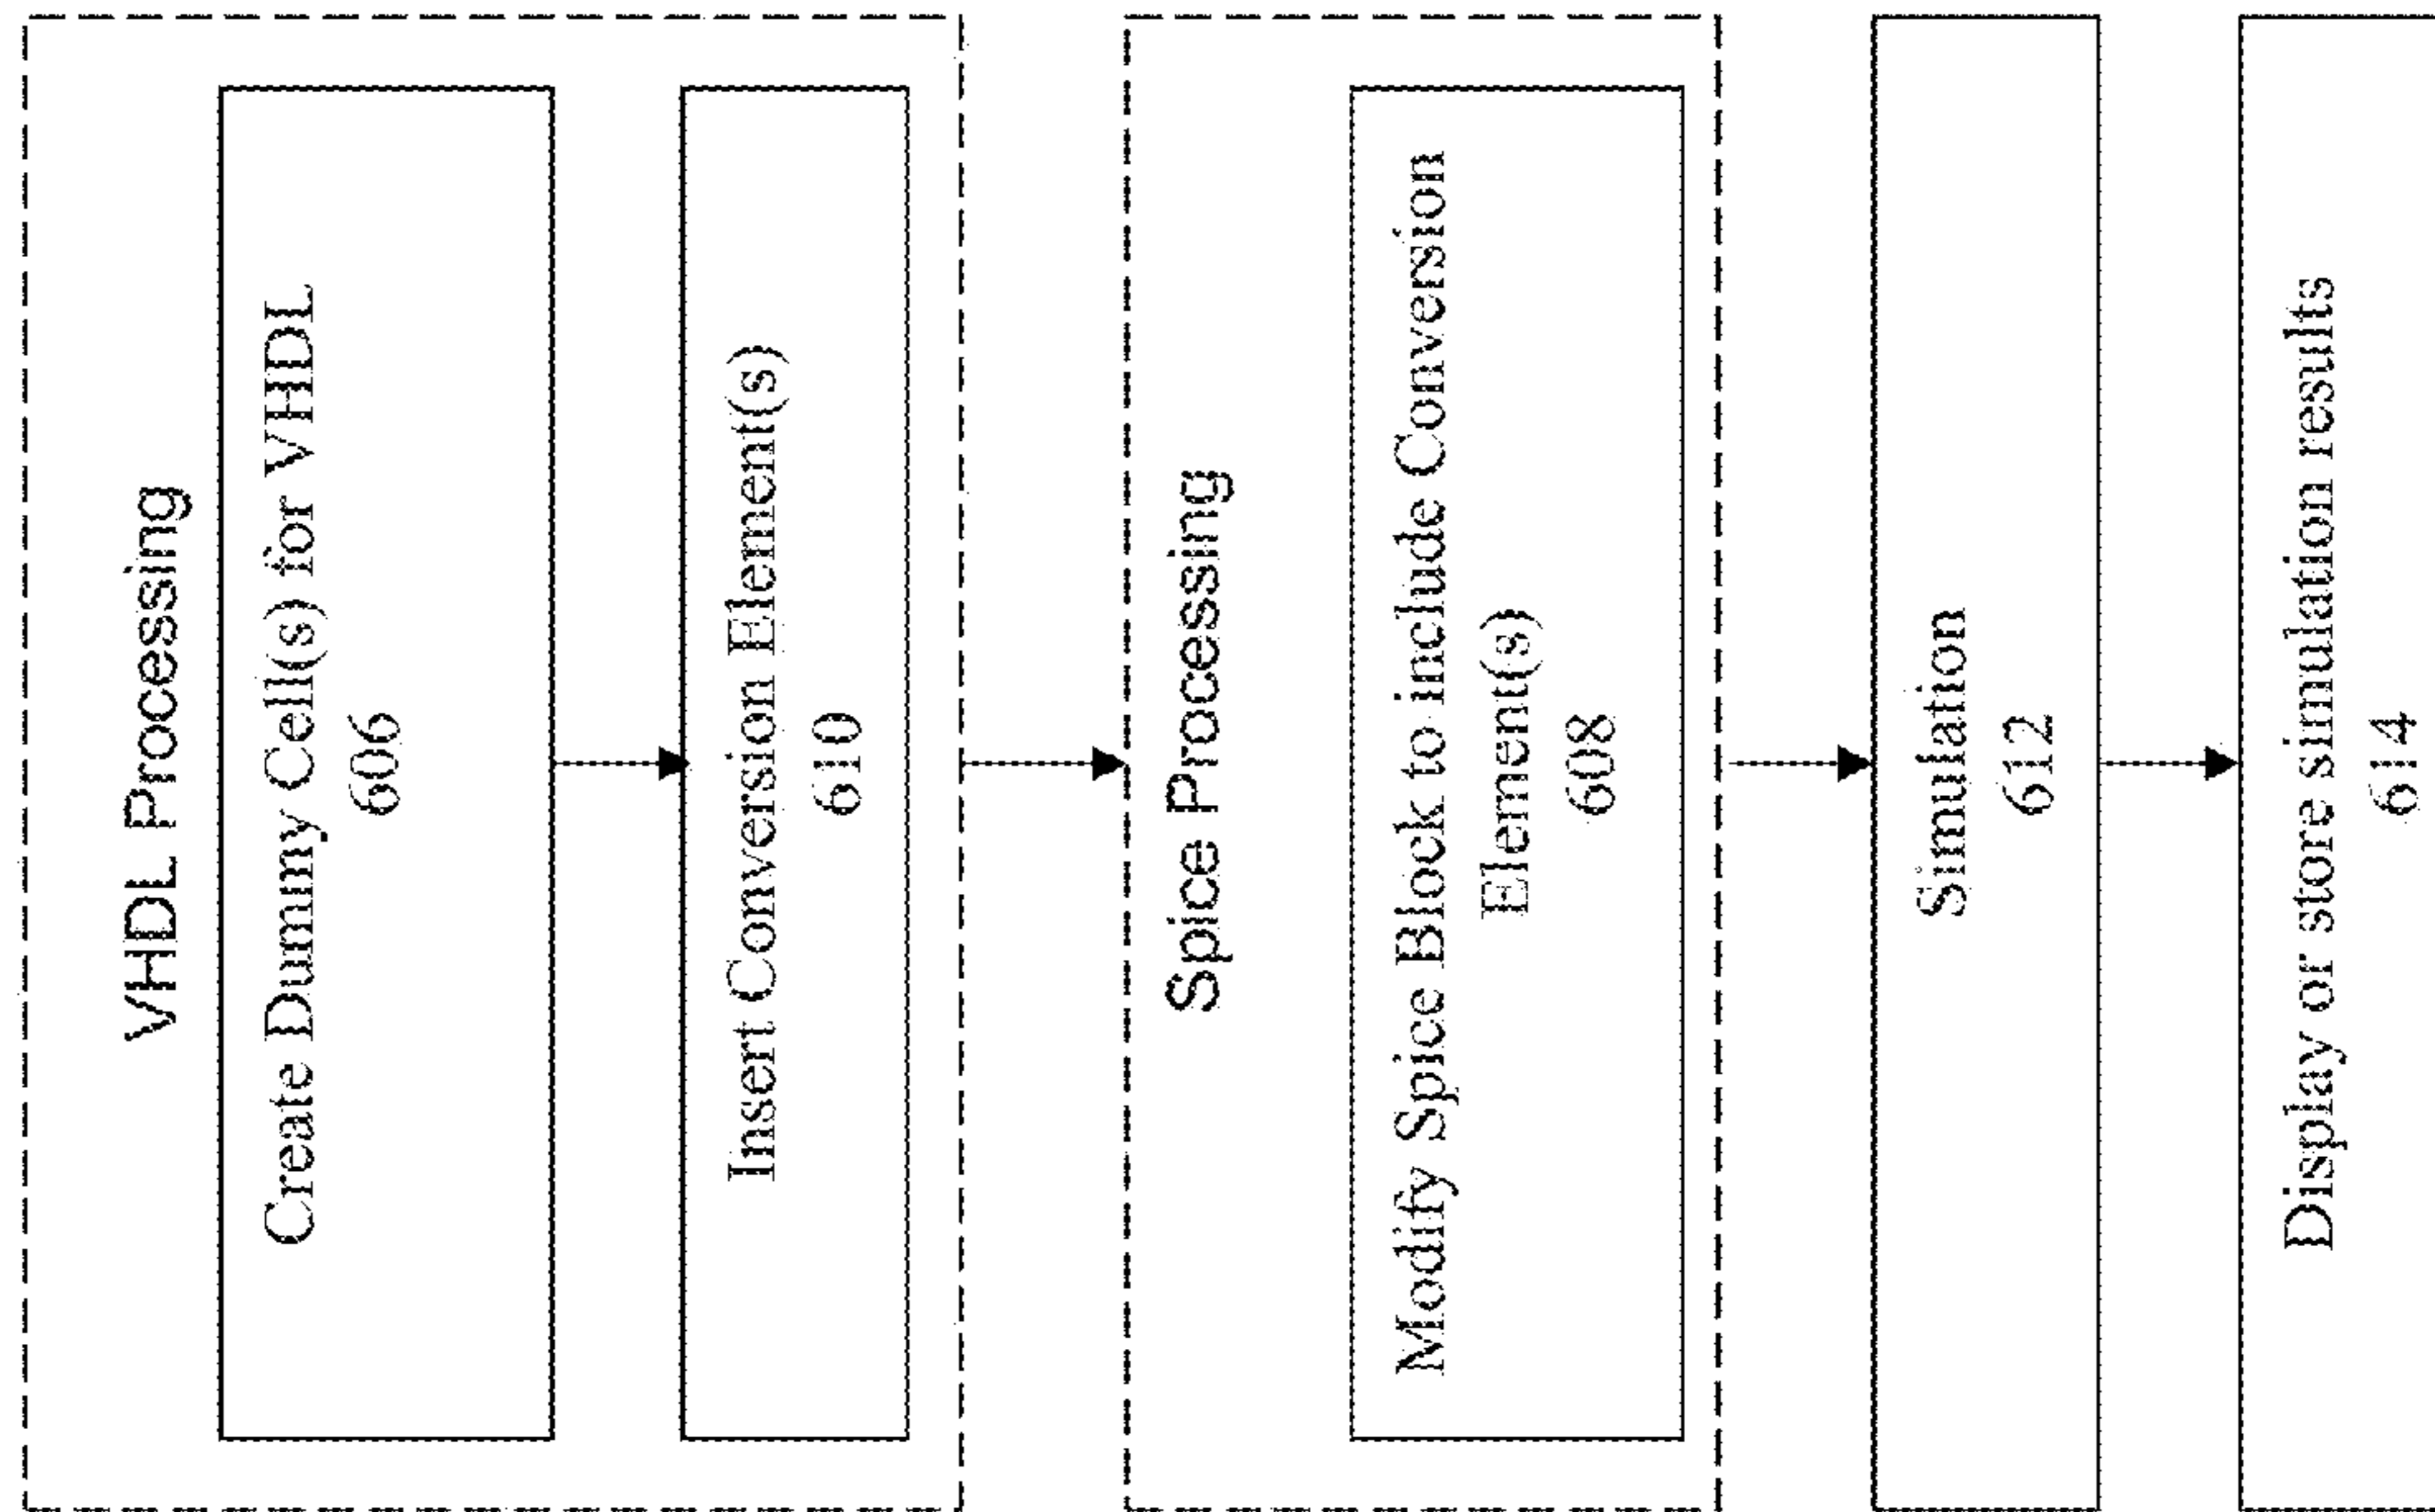 VHDL Processing
Create Dummy Cell(s) for VHDL
606
Insert Conversion Element(s)
610
Spice Processing
Modify Spice Block to include Conversion
Element(s)
608
Simulation
612
Display or store simulation results
614